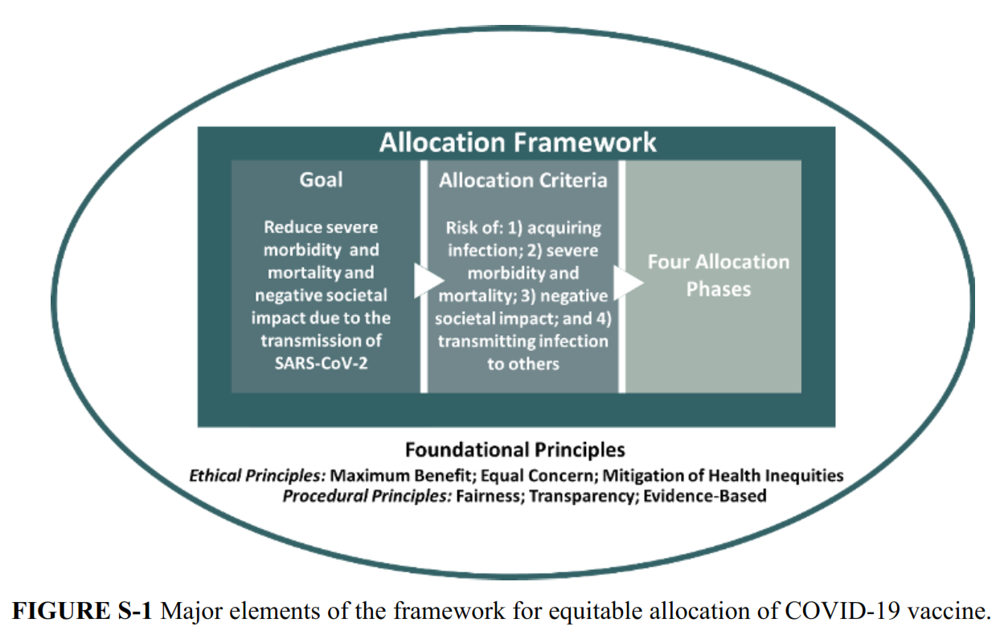 Allocation Framework
Goal
Reduce severe
morbidity and
mortality and
negative societal
impact due to the
transmission of
SARS-CoV-2
Allocation Criteria
Risk of: 1) acquiring
infection; 2) severe
morbidity and
mortality; 3) negative
societal impact; and 4)
transmitting infection
to others
Four Allocation
Phases
Foundational Principles
Ethical Principles: Maximum Benefit; Equal Concern; Mitigation of Health Inequities
Procedural Principles: Fairness; Transparency; Evidence-Based
FIGURE S-1 Major elements of the framework for equitable allocation of COVID-19 vaccine.